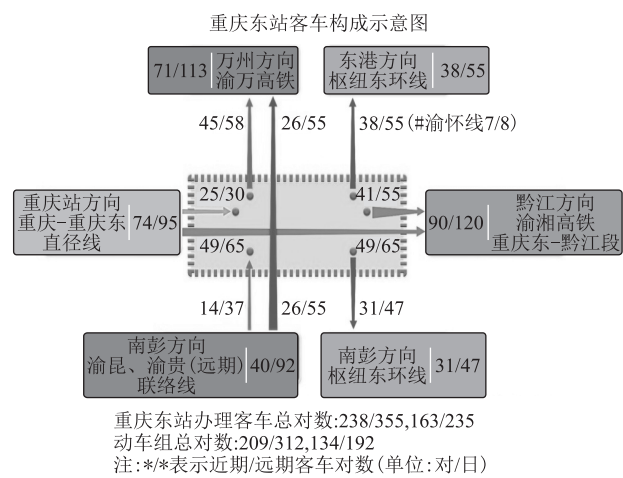 重庆东站客车构成示意图
71/113
万州方向
渝万高铁
东港方向
枢纽东环线
38/55
45/58
26/55
38/55(#渝怀线7/8)
25/30
41/55
重庆站方向
重庆-重庆东
直径线
74/95
90/120
黔江方向
渝湘高铁
重庆东-黔江段
49/65
49/65
14/37
26/55
31/47
南彭方向
渝昆、渝贵(远期)
联络线
40/92
南彭方向
枢纽东环线
31/47
重庆东站办理客车总对数:238/355,163/235
动车组总对数:209/312,134/192
注:*/*表示近期/远期客车对数(单位:对/日)